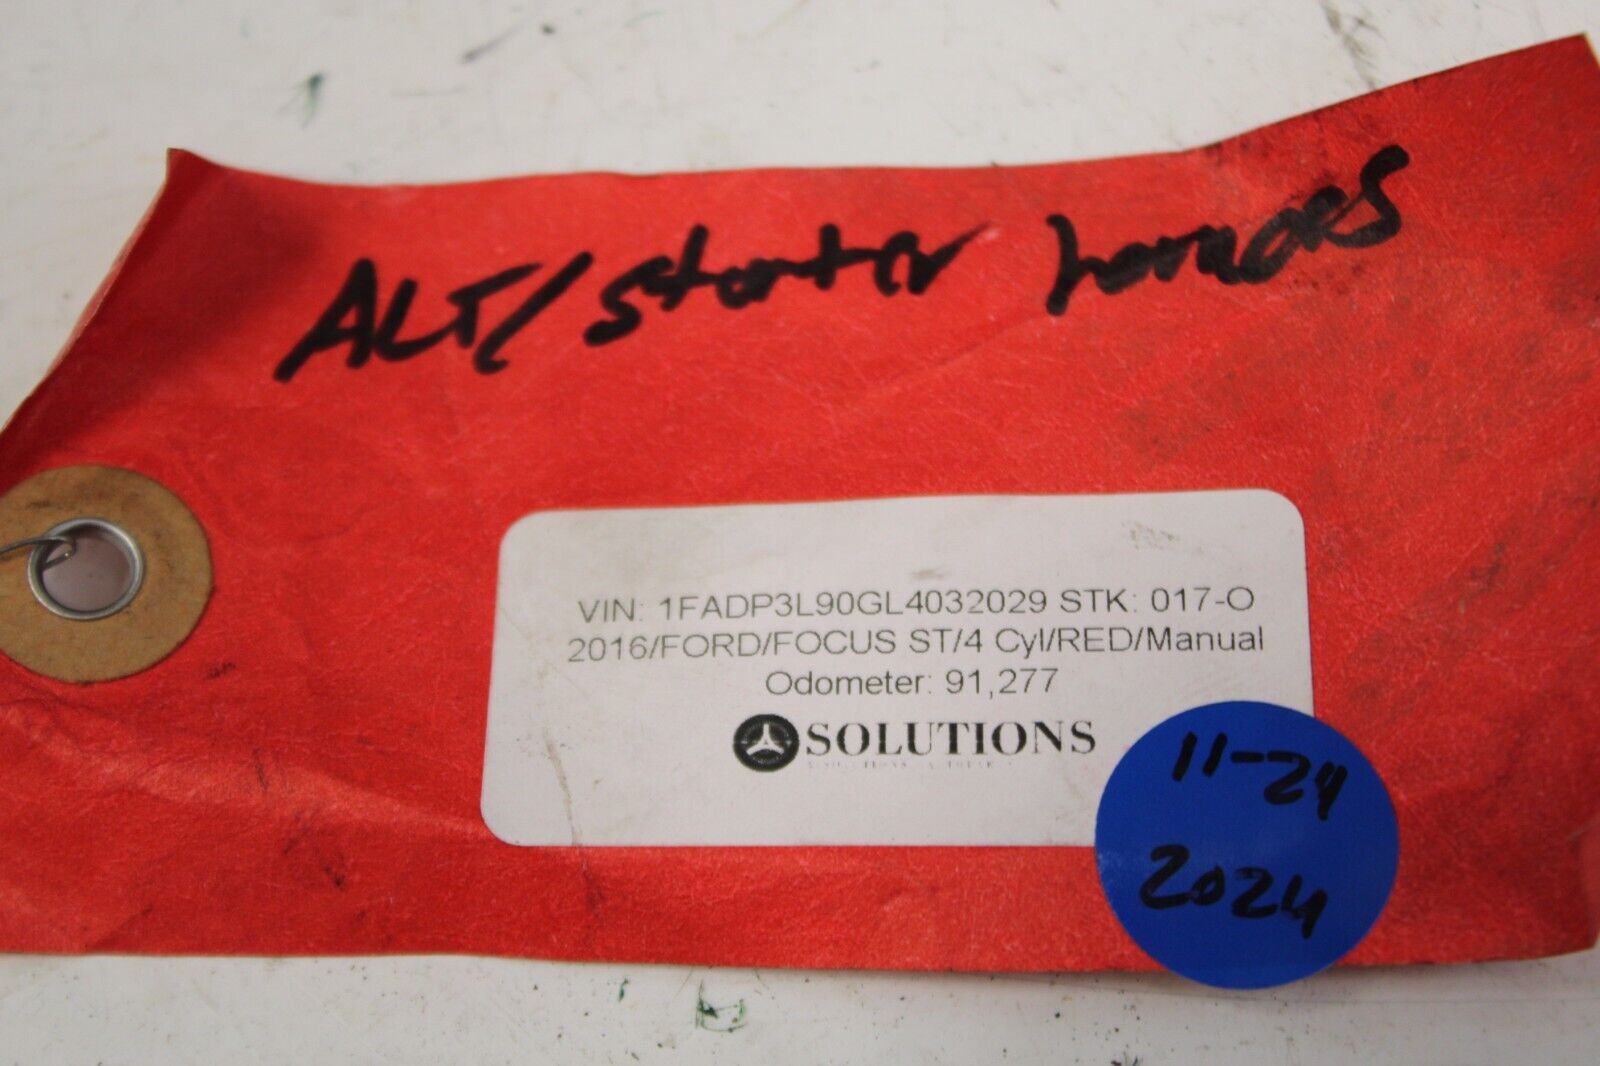 ALT/starter harness
VIN: 1FADP3L90GL4032029 STK: 017-O
2016/FORD/FOCUS ST/4 Cyl/RED/Manual
Odometer: 91,277
SOLUTIONS
11-24
2024